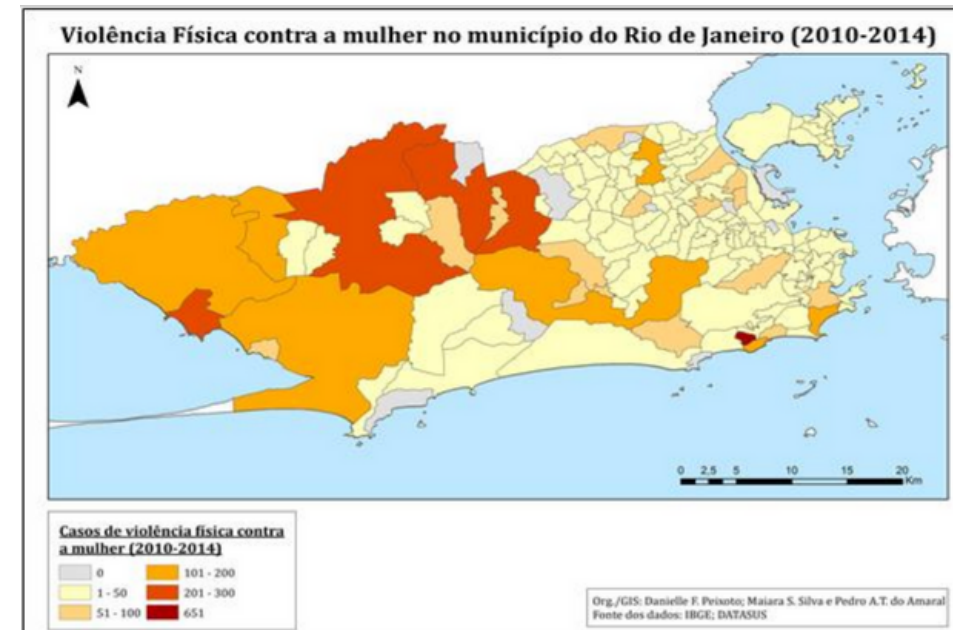 Violência Física contra a mulher no município do Rio de Janeiro (2010-2014)
N
0 2,5 5 10 15 20
Km
Casos de violência física contra
a mulher (2010-2014)
0 101 - 200
1 - 50 201 - 300
51 - 100 651
Org./GIS: Danielle F. Peixoto; Maiara S. Silva e Pedro A.T. do Amaral
Fonte dos dados: IBGE; DATASUS